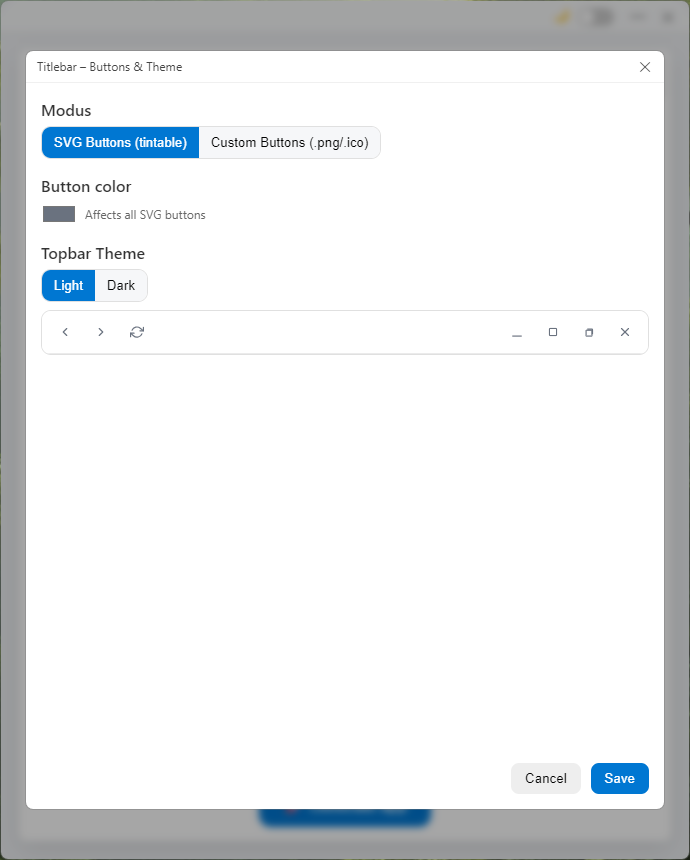 Titlebar – Buttons & Theme
Modus
SVG Buttons (tintable) Custom Buttons (.png/.ico)
Button color
Affects all SVG buttons
Topbar Theme
Light Dark
Cancel Save